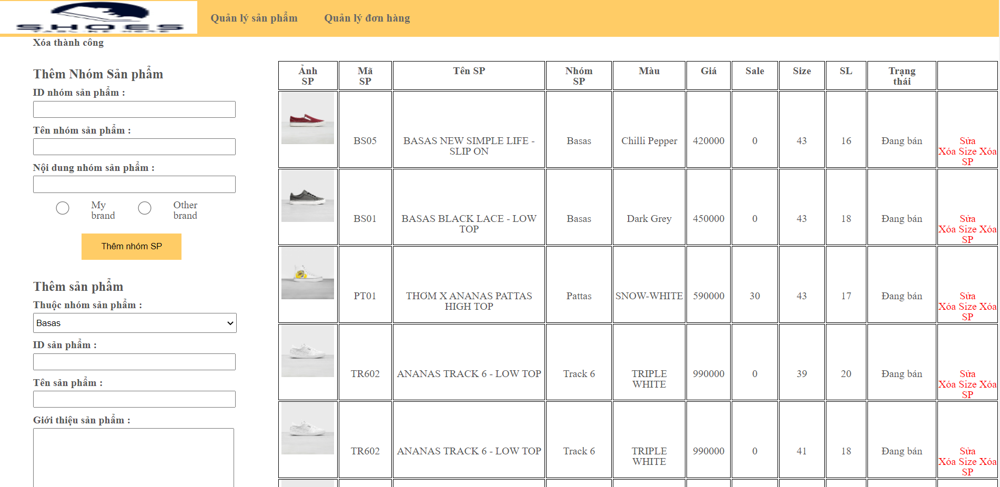 SHOES
Quản lý sản phẩm
Quản lý đơn hàng
Xóa thành công
Thêm Nhóm Sản phẩm
ID nhóm sản phẩm :
Tên nhóm sản phẩm :
Nội dung nhóm sản phẩm :
My
brand
Other
brand
Thêm nhóm SP
Thêm sản phẩm
Thuộc nhóm sản phẩm :
Basas
ID sản phẩm :
Tên sản phẩm :
Giới thiệu sản phẩm :
Ảnh SP Mã SP Tên SP Nhóm SP Màu Giá Sale Size SL Trạng thái
BS05 BASAS NEW SIMPLE LIFE - Basas Chilli Pepper 420000 0 43 16 Đang bán Sửa
SLIP ON Xóa Size Xóa
SP
BS01 BASAS BLACK LACE - LOW Basas Dark Grey 450000 0 43 18 Đang bán Sửa
TOP Xóa Size Xóa
SP
PT01 THƠM X ANANAS PATTAS Pattas SNOW-WHITE 590000 30 43 17 Đang bán Sửa
HIGH TOP Xóa Size Xóa
SP
TR602 ANANAS TRACK 6 - LOW TOP Track 6 TRIPLE 990000 0 39 20 Đang bán Sửa
WHITE Xóa Size Xóa
SP
TR602 ANANAS TRACK 6 - LOW TOP Track 6 TRIPLE 990000 0 41 18 Đang bán Sửa
WHITE Xóa Size Xóa
SP